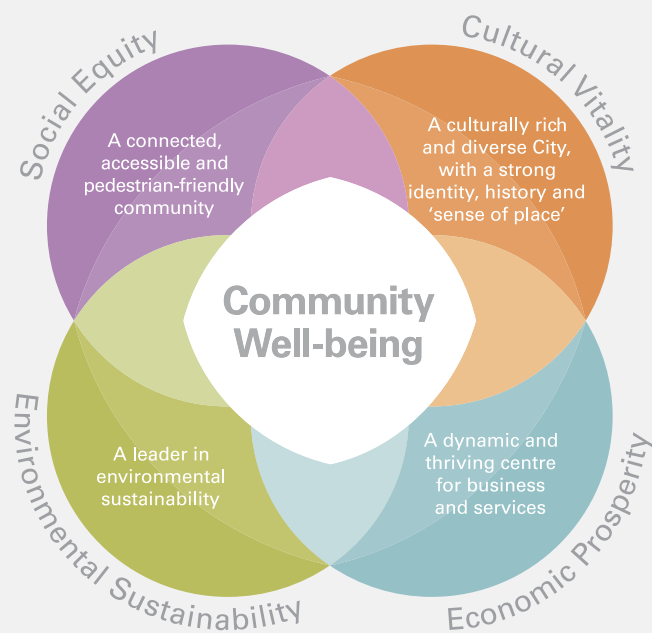 Social Equity
Cultural Vitality
A connected,
accessible and
pedestrian-friendly
community
A culturally rich
and diverse City,
with a strong
identity, history and
‘sense of place’
Community
Well-being
A leader in
environmental
sustainability
A dynamic and
thriving centre
for business
and services
Environmental Sustainability
Economic Prosperity